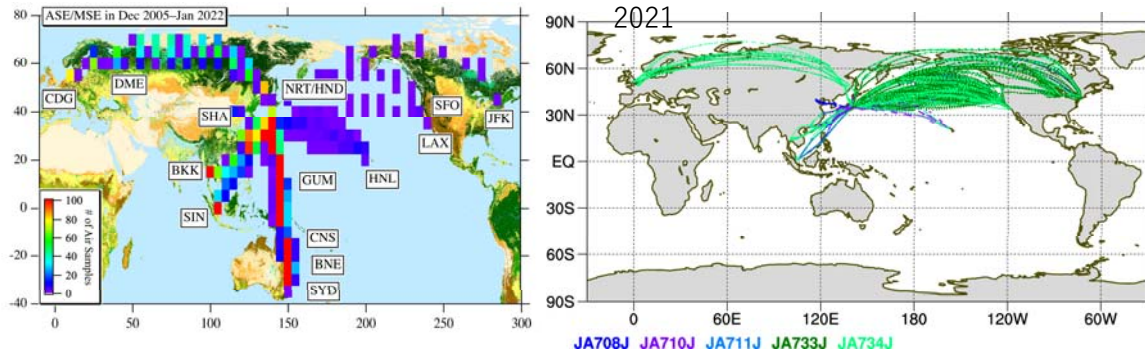 ASE/MSE in Dec 2005–Jan 2022
80
60
40
20
0
-20
-40
0
50
100
150
200
250
300
CDG
DME
SHA
NRT/HND
SFO
JFK
LAX
BKK
HNL
GUM
SIN
CNS
BNE
SYD
100
80
60
40
20
0
# of Air Samples
2021
90N
60N
30N
EQ
30S
60S
90S
0
60E
120E
180
120W
60W
JA708J JA710J JA711J JA733J JA734J